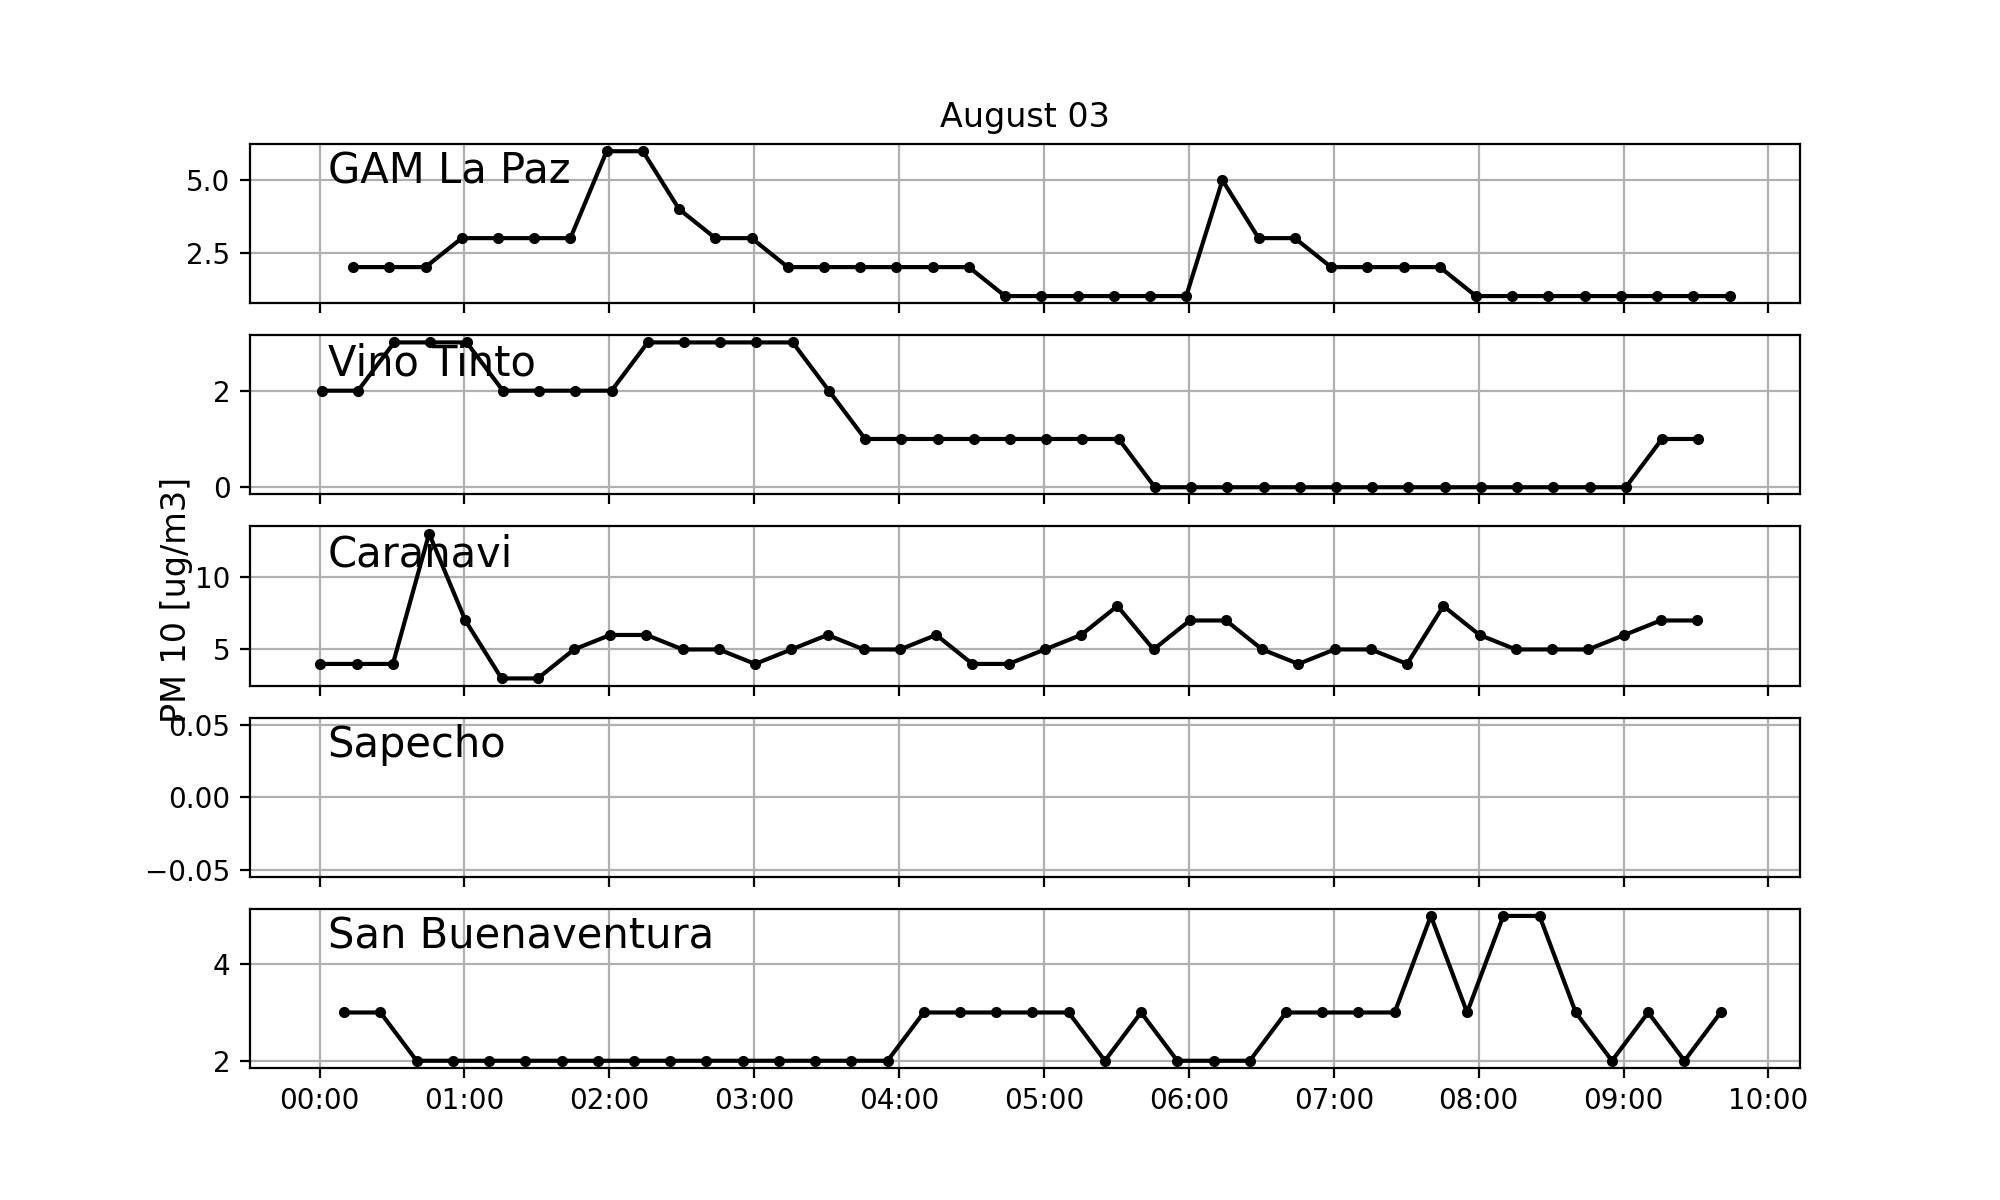 August 03
GAM La Paz
5.0
2.5
Vino Tinto
2
0
PM 10 [ug/m3]
Caranavi
10
5
Sapecho
0.05
0.00
−0.05
San Buenaventura
4
2
00:00 01:00 02:00 03:00 04:00 05:00 06:00 07:00 08:00 09:00 10:00